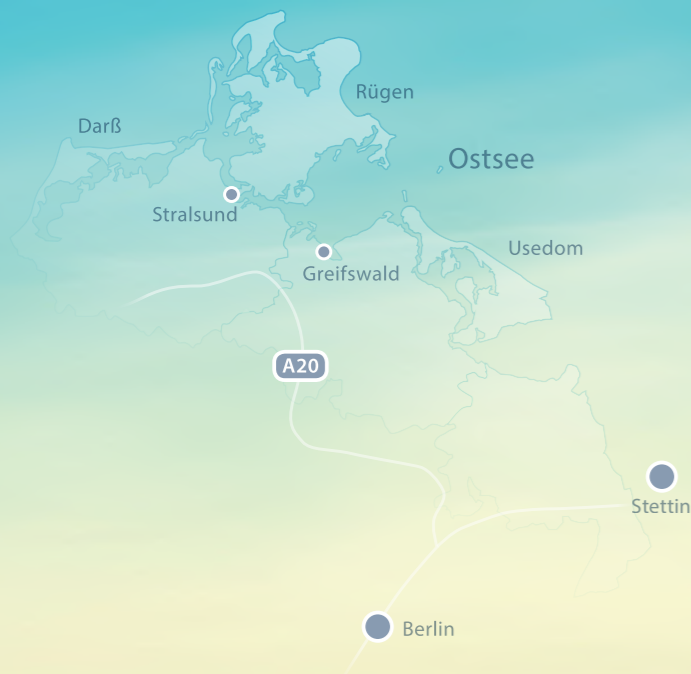 Rügen
Darß
Ostsee
Stralsund
Usedom
Greifswald
A20
Stettin
Berlin